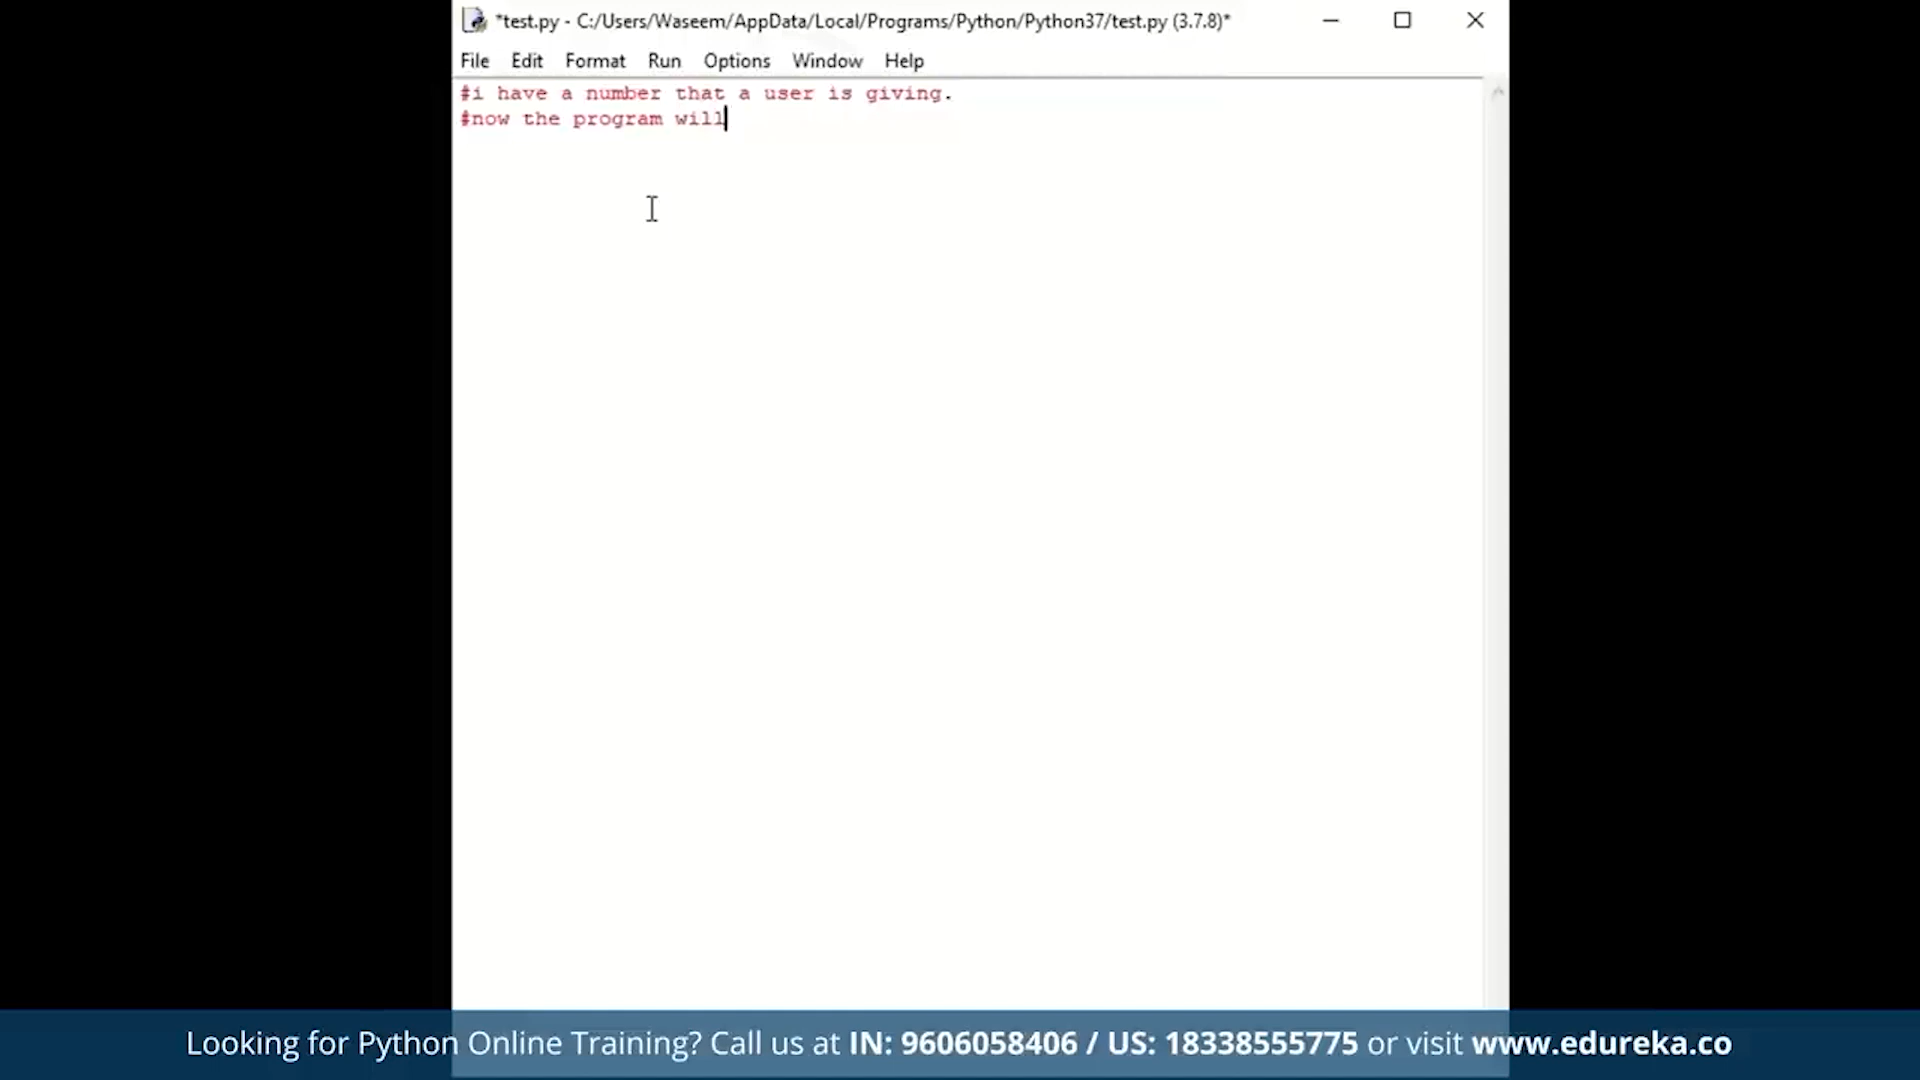 *test.py - C:/Users/Waseem/AppData/Local/Programs/Python/Python37/test.py (3.7.8)*
File Edit Format Run Options Window Help
#i have a number that a user is giving.
#now the program will
Looking for Python Online Training? Call us at IN: 9606058406 / US: 18338555775 or visit www.edureka.co